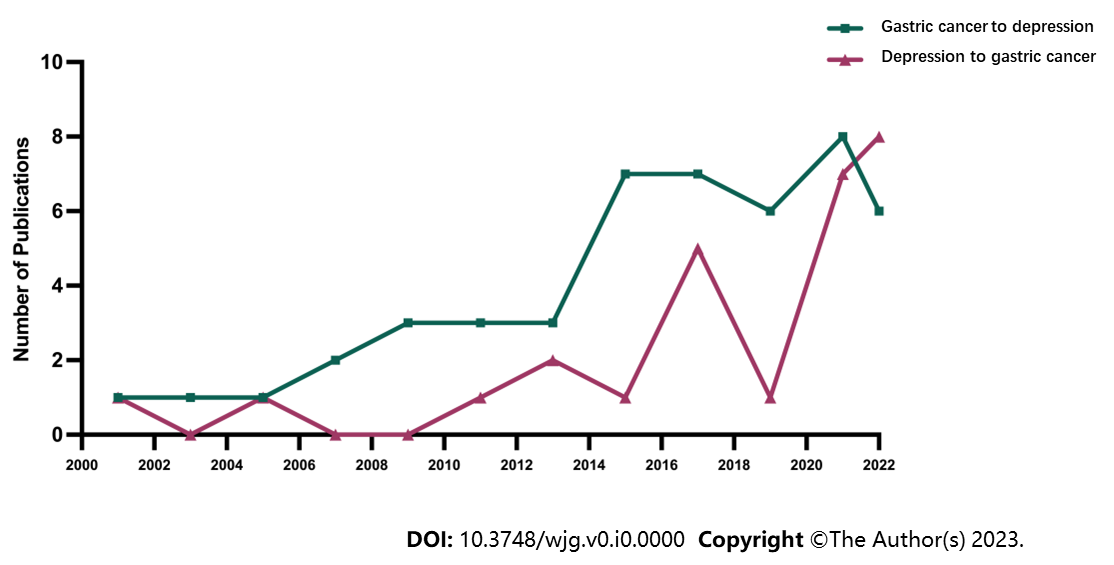 Gastric cancer to depression
Depression to gastric cancer
Number of Publications
10
8
6
4
2
0
2000 2002 2004 2006 2008 2010 2012 2014 2016 2018 2020 2022
DOI: 10.3748/wjg.v0.i0.0000 Copyright ©The Author(s) 2023.